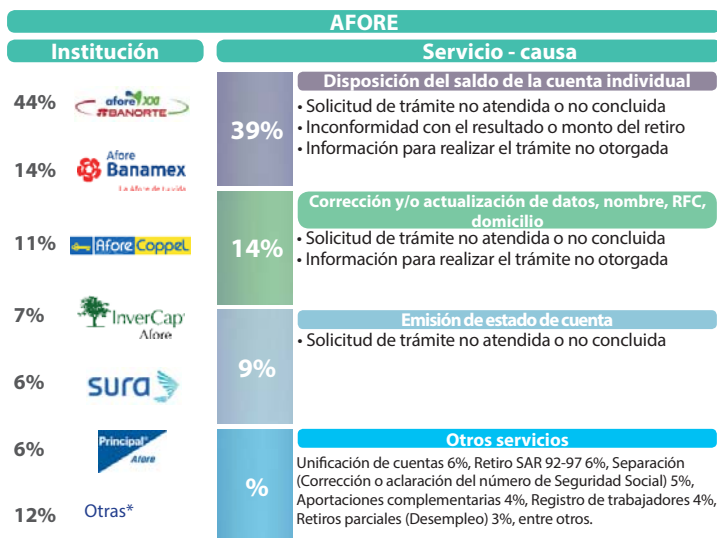 AFORE
Institución
Servicio - causa
44%
afore XXI
BANORTE
14%
Afore
Banamex
La Afore de tu vida
11%
Afore Coppel
7%
InverCap
Afore
6%
sura
6%
Principal
Afore
12%
Otras*
39%
Disposición del saldo de la cuenta individual
• Solicitud de trámite no atendida o no concluida
• Inconformidad con el resultado o monto del retiro
• Información para realizar el trámite no otorgada
14%
Corrección y/o actualización de datos, nombre, RFC,
domicilio
• Solicitud de trámite no atendida o no concluida
• Información para realizar el trámite no otorgada
9%
Emisión de estado de cuenta
• Solicitud de trámite no atendida o no concluida
%
Otros servicios
Unificación de cuentas 6%, Retiro SAR 92-97 6%, Separación
(Corrección o aclaración del número de Seguridad Social) 5%,
Aportaciones complementarias 4%, Registro de trabajadores 4%,
Retiros parciales (Desempleo) 3%, entre otros.